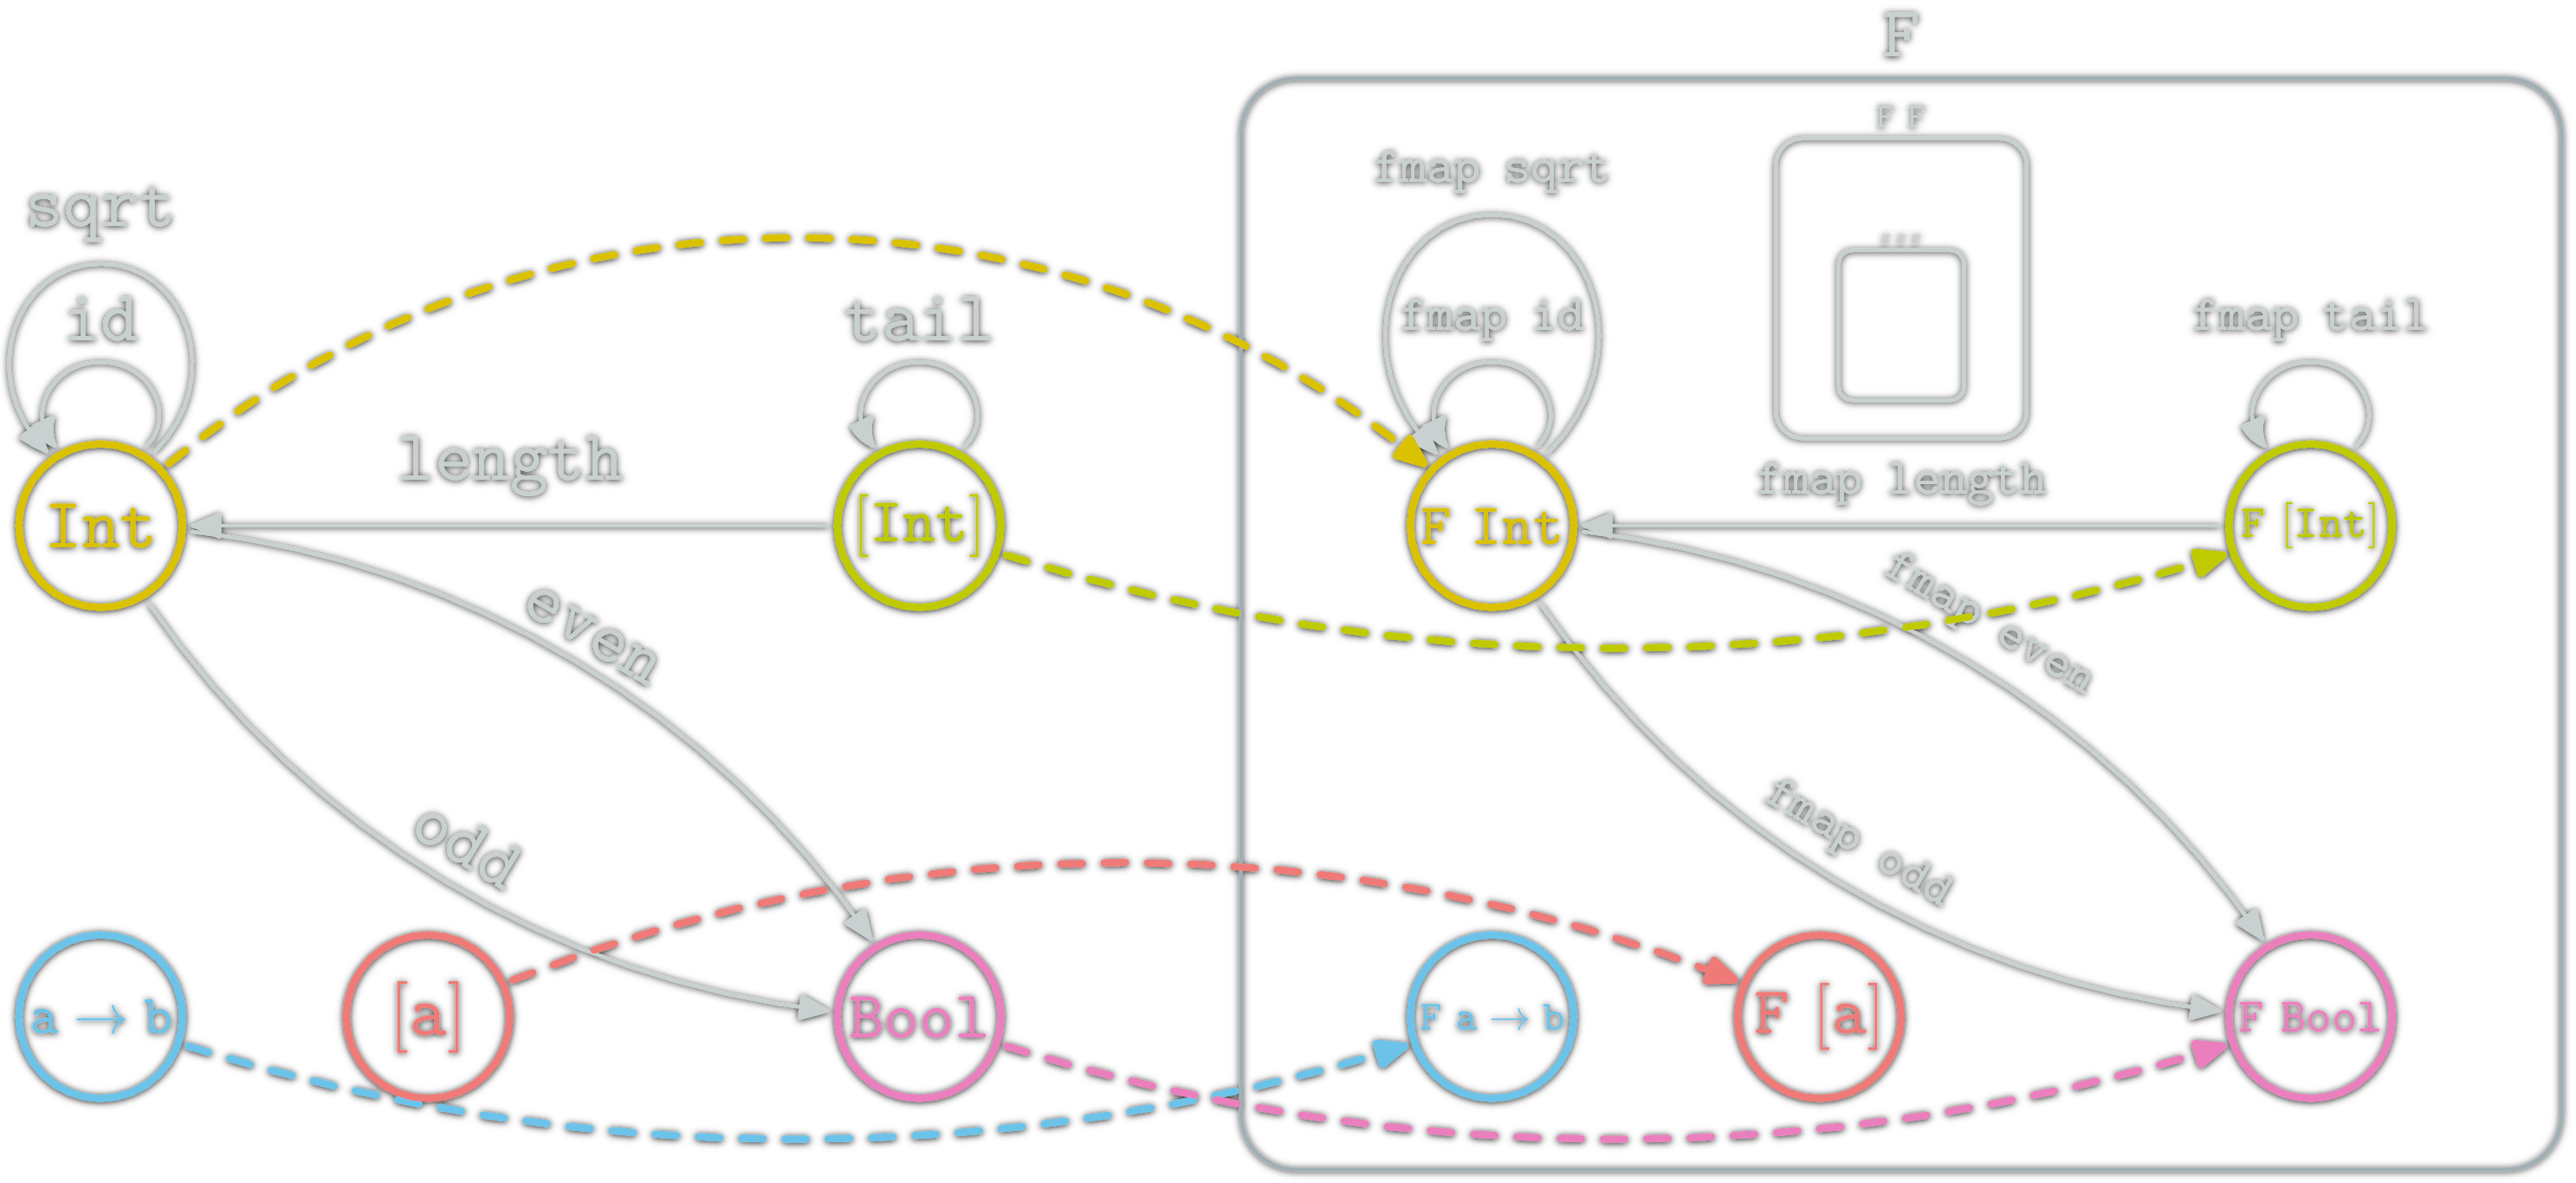 F
F F
fmap sqrt
sqrt
id
tail
fmap id
fmap tail
length
fmap length
Int
[Int]
F Int
F [Int]
even
fmap even
odd
fmap odd
a → b
[a]
Bool
F a → b
F [a]
F Bool